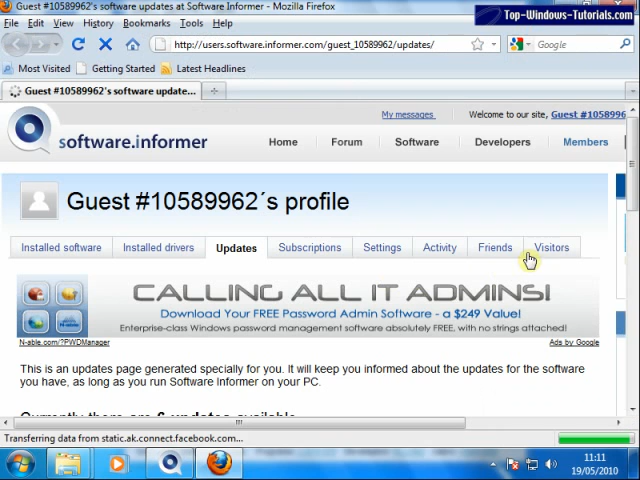 Guest #10589962's software updates at Software Informer - Mozilla Firefox
Top-Windows-Tutorials.com
File Edit View History Bookmarks Tools Help
http://users.software.informer.com/guest_10589962/updates/
Google
Most Visited Getting Started Latest Headlines
Guest #10589962's software update...
My messages Welcome to our site, Guest #1058996
software.informer
Home Forum Software Developers Members
Guest #10589962´s profile
Installed software Installed drivers Updates Subscriptions Settings Activity Friends Visitors
CALLING ALL IT ADMINS!
Download Your FREE Password Admin Software - a $249 Value!
Enterprise-class Windows password management software absolutely FREE, with no strings attached!
N-able.com/?PWDManager Ads by Google
This is an updates page generated specially for you. It will keep you informed about the updates for the software
you have, as long as you run Software Informer on your PC.
Currently there are 6 updates available
Transferring data from static.ak.connect.facebook.com...
11:11
19/05/2010